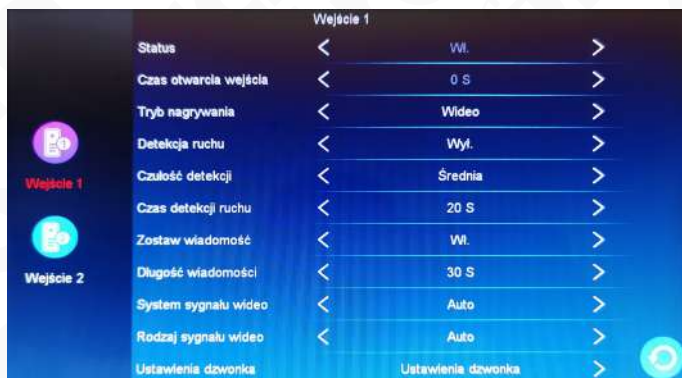 Wejście 1
Status Wł.
Czas otwarcia wejścia 0 S
Tryb nagrywania Wideo
Detekcja ruchu Wył.
Czułość detekcji Średnia
Czas detekcji ruchu 20 S
Zostaw wiadomość Wł.
Długość wiadomości 30 S
System sygnału wideo Auto
Rodzaj sygnału wideo Auto
Ustawienia dzwonka Ustawienia dzwonka
1
Wejście 1
2
Wejście 2